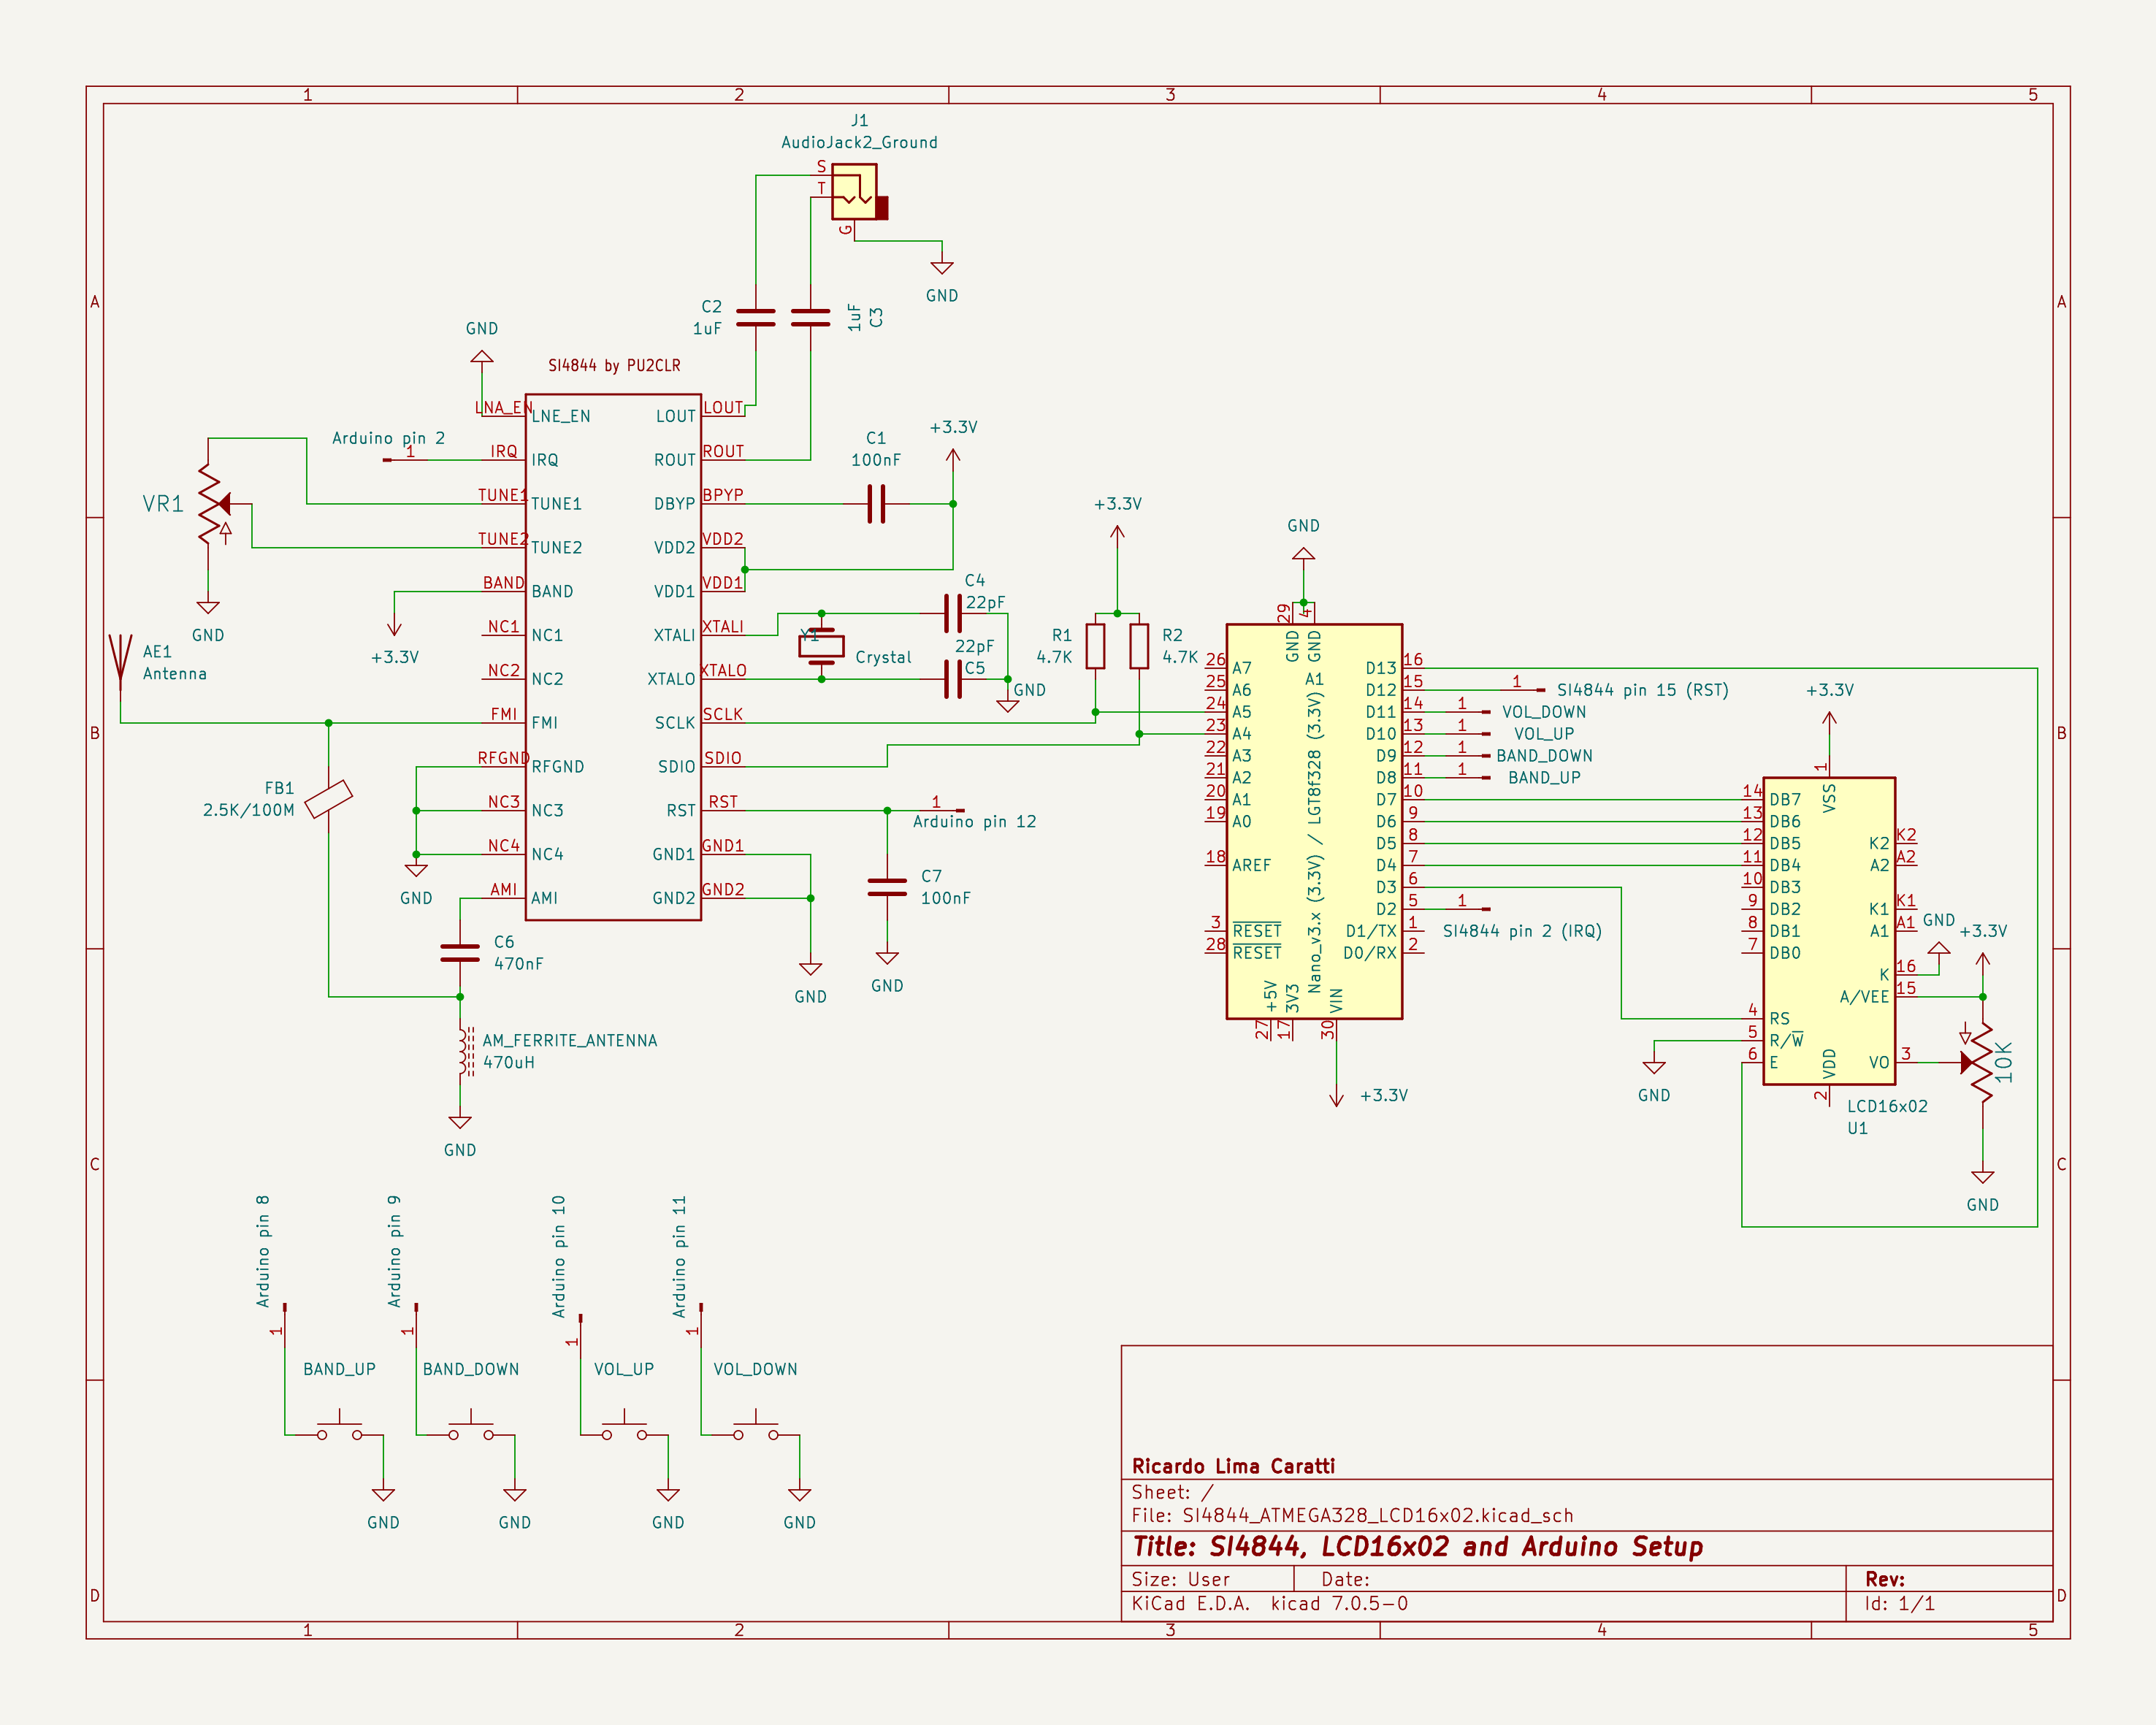 1 2 3 4 5
A A
B B
C C
D D
J1
AudioJack2_Ground
S
T
G
GND
C2
1uF
1uF
C3
GND
SI4844 by PU2CLR
LNA_EN LNE_EN LOUT LOUT
Arduino pin 2
1
IRQ IRQ ROUT ROUT
TUNE1 TUNE1 DBYP BPYP
TUNE2 TUNE2 VDD2 VDD2
BAND BAND VDD1 VDD1
NC1 XTALI XTALI
NC2 XTALO XTALO
FMI FMI SCLK SCLK
RFGND RFGND SDIO SDIO
NC3 NC3 RST RST
NC4 NC4 GND1 GND1
AMI AMI GND2 GND2
C1
100nF
+3.3V
VR1
GND
+3.3V
AE1
Antenna
C4
22pF
Y1
Crystal
22pF
C5
GND
FB1
2.5K/100M
GND
1
Arduino pin 12
C7
100nF
GND
GND
C6
470nF
AM_FERRITE_ANTENNA
470uH
GND
+3.3V
R1
4.7K
R2
4.7K
GND
29 4
GND GND
A1
Nano_v3.x (3.3V) / LGT8f328 (3.3V)
26 A7 D13 16
25 A6 D12 15
24 A5 D11 14
23 A4 D10 13
22 A3 D9 12
21 A2 D8 11
20 A1 D7 10
19 A0 D6 9
D5 8
18 AREF D4 7
D3 6
D2 5
3 RESET D1/TX 1
28 RESET D0/RX 2
+5V 3V3 VIN
27 17 30
+3.3V
1 SI4844 pin 15 (RST)
1 VOL_DOWN
1 VOL_UP
1 BAND_DOWN
1 BAND_UP
1
SI4844 pin 2 (IRQ)
+3.3V
1
VSS
14 DB7
13 DB6
12 DB5 K2 K2
11 DB4 A2 A2
10 DB3
9 DB2 K1 K1
8 DB1 A1 A1
7 DB0
K 16
A/VEE 15
4 RS
5 R/W
6 E VO 3
VDD
2
LCD16x02
U1
GND
+3.3V
10K
GND
GND
Arduino pin 8
Arduino pin 9
Arduino pin 10
Arduino pin 11
1 1 1 1
BAND_UP BAND_DOWN VOL_UP VOL_DOWN
GND GND GND GND
Ricardo Lima Caratti
Sheet: /
File: SI4844_ATMEGA328_LCD16x02.kicad_sch
Title: SI4844, LCD16x02 and Arduino Setup
Size: User Date: Rev:
KiCad E.D.A. kicad 7.0.5-0 Id: 1/1
1 2 3 4 5